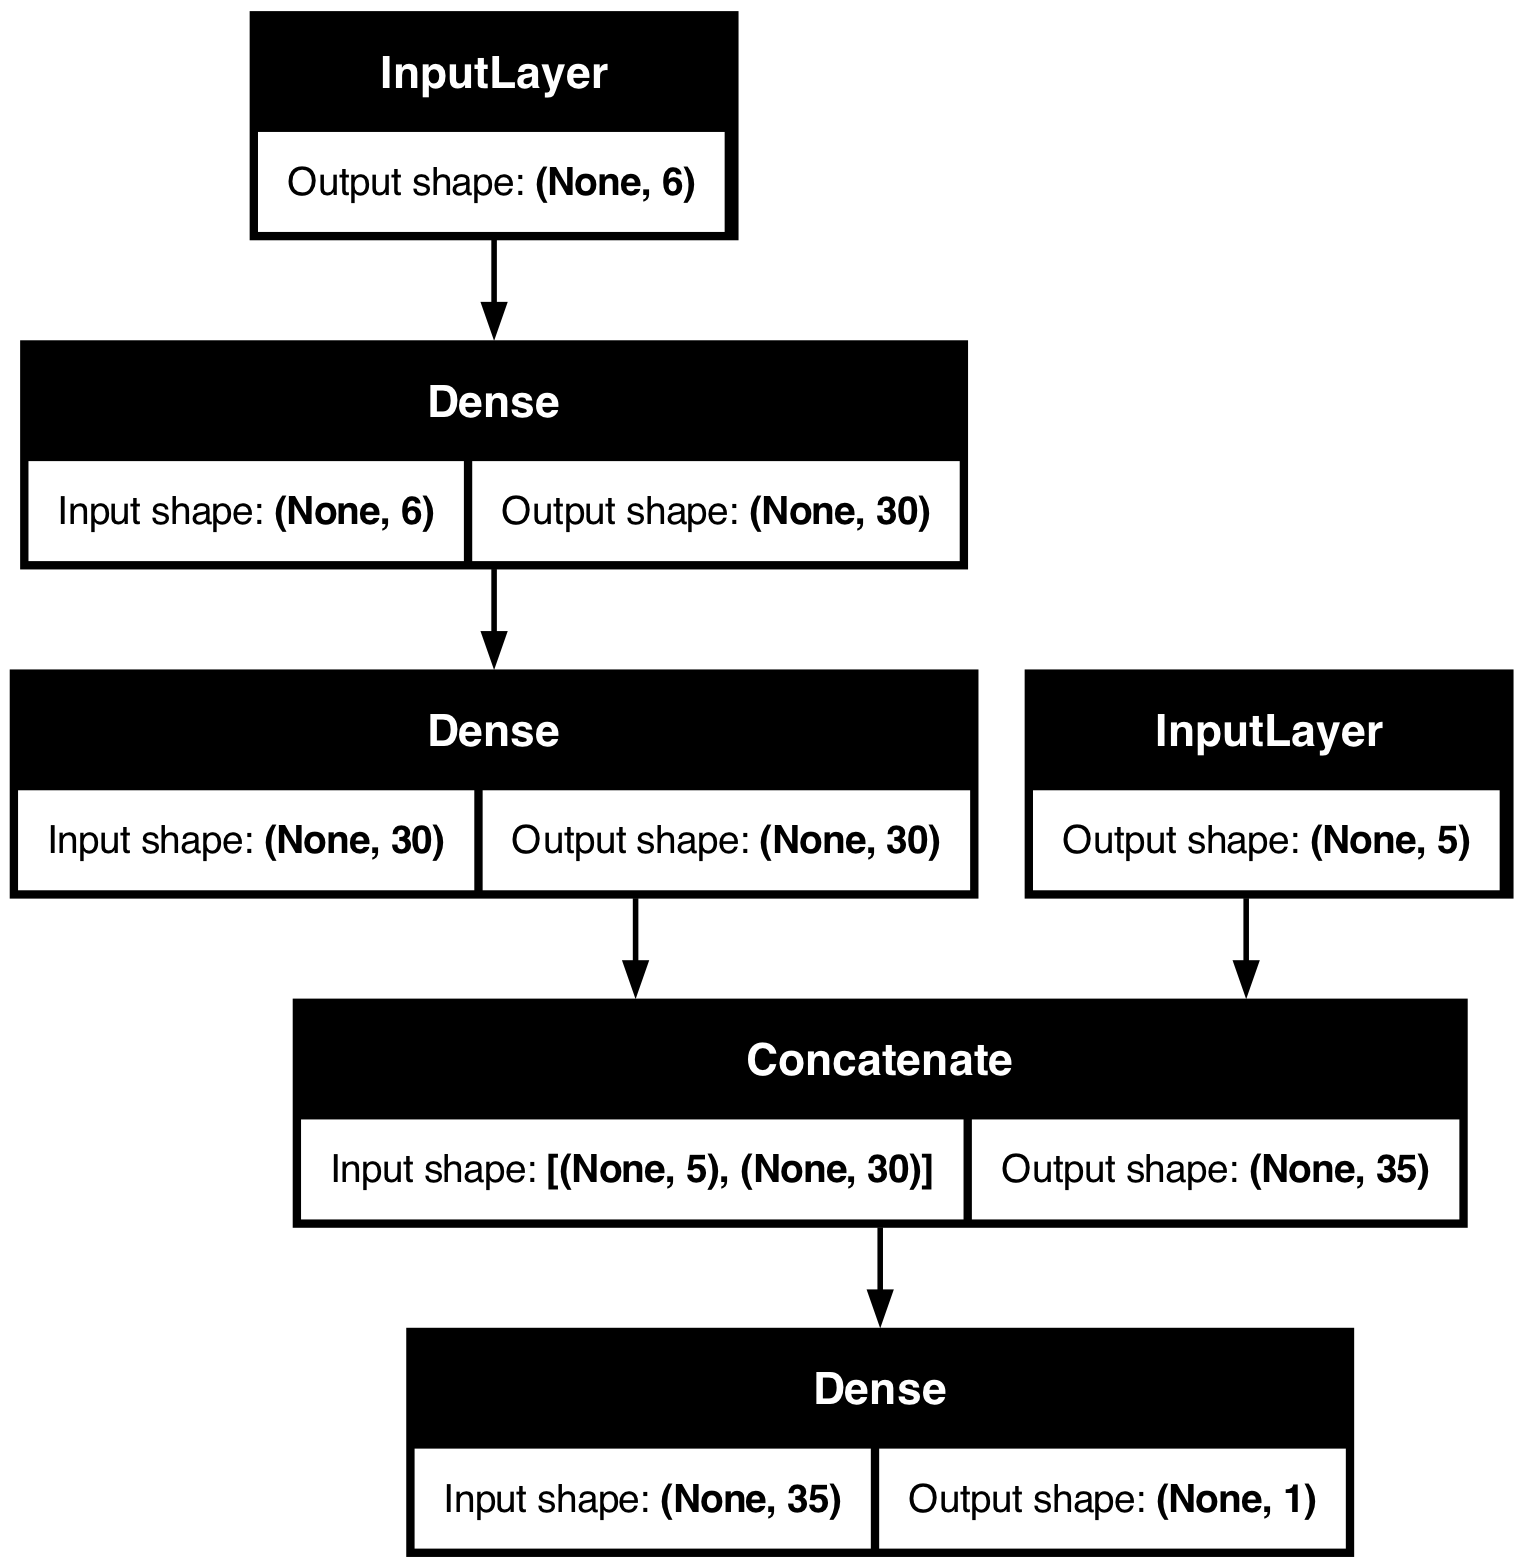 InputLayer
Output shape: (None, 6)
Dense
Input shape: (None, 6) Output shape: (None, 30)
Dense
Input shape: (None, 30) Output shape: (None, 30)
InputLayer
Output shape: (None, 5)
Concatenate
Input shape: [(None, 5), (None, 30)] Output shape: (None, 35)
Dense
Input shape: (None, 35) Output shape: (None, 1)